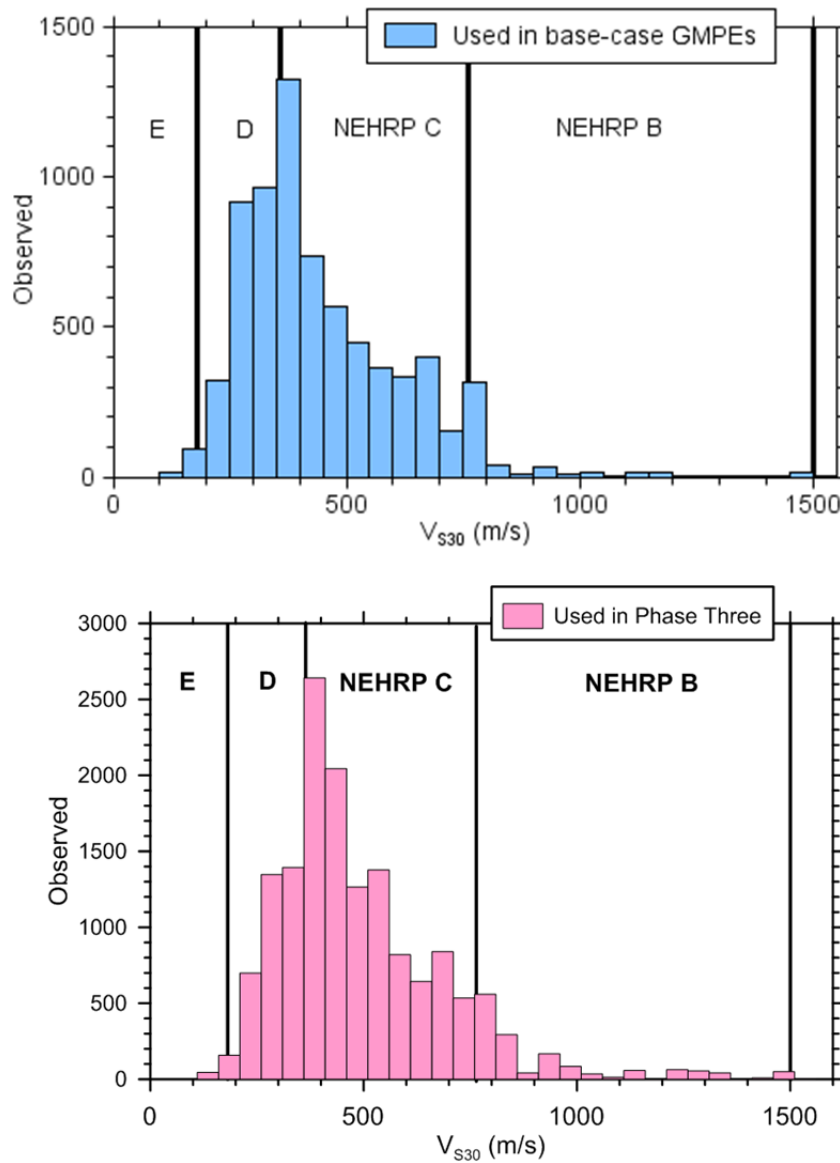 Used in base-case GMPEs
1500
E
D
NEHRP C
NEHRP B
1000
Observed
500
0
0
500
1000
1500
VS30 (m/s)
Used in Phase Three
3000
E
D
NEHRP C
NEHRP B
2500
2000
Observed
1500
1000
500
0
0
500
1000
1500
VS30 (m/s)